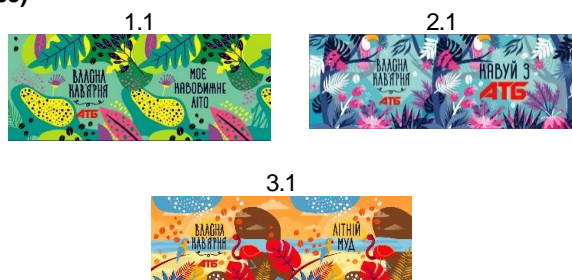 1.1
2.1
ВЛАСНА
КАВ'ЯРНЯ
АТБ
МОЄ
КАВОВИЖНЕ
ЛІТО
ВЛАСНА
КАВ'ЯРНЯ
АТБ
КАВУЙ З
АТБ
3.1
ВЛАСНА
КАВ'ЯРНЯ
АТБ
ЛІТНІЙ
МУД